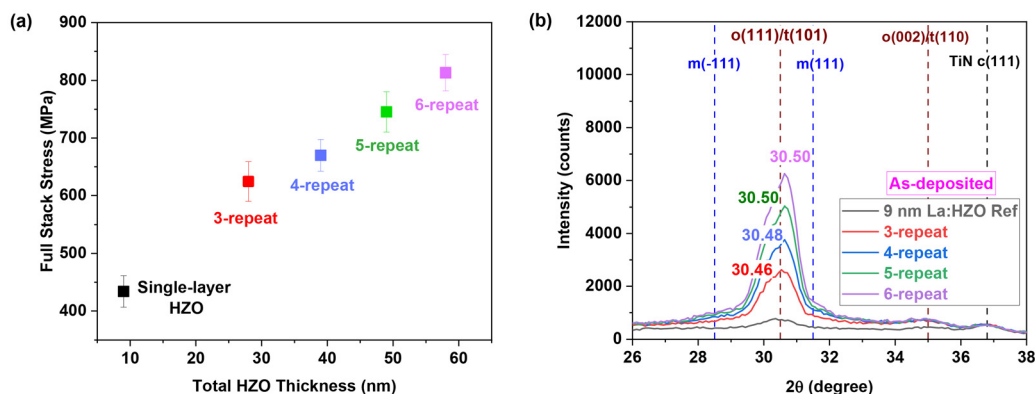 (a)
900
800
700
600
500
400
Full Stack Stress (MPa)
6-repeat
5-repeat
4-repeat
3-repeat
Single-layer
HZO
10
20
30
40
50
60
Total HZO Thickness (nm)
(b)
12000
10000
8000
6000
4000
2000
0
Intensity (counts)
o(111)/t(101)
o(002)/t(110)
m(-111)
m(111)
TiN c(111)
30.50
30.50
30.48
30.46
As-deposited
9 nm La:HZO Ref
3-repeat
4-repeat
5-repeat
6-repeat
26
28
30
32
34
36
38
2θ (degree)